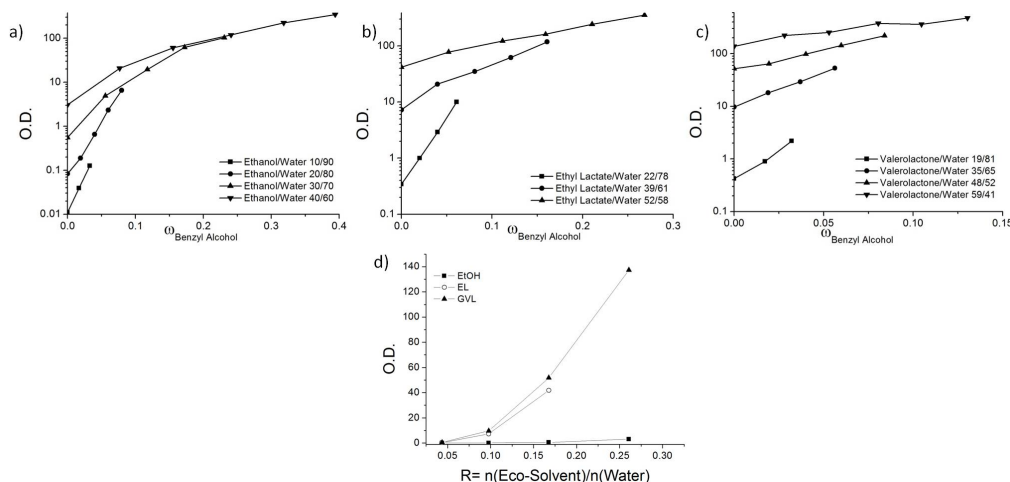 a)
O.D.
100
10
1
0.1
0.01
0.0
0.1
0.2
0.3
0.4
ω Benzyl Alcohol
Ethanol/Water 10/90
Ethanol/Water 20/80
Ethanol/Water 30/70
Ethanol/Water 40/60
b)
O.D.
100
10
1
0.1
0.0
0.1
0.2
0.3
ω Benzyl Alcohol
Ethyl Lactate/Water 22/78
Ethyl Lactate/Water 39/61
Ethyl Lactate/Water 52/58
c)
O.D.
100
10
1
0.1
0.00
0.05
0.10
0.15
ω Benzyl Alcohol
Valerolactone/Water 19/81
Valerolactone/Water 35/65
Valerolactone/Water 48/52
Valerolactone/Water 59/41
d)
EtOH
EL
GVL
O.D.
140
120
100
80
60
40
20
0
0.05
0.10
0.15
0.20
0.25
0.30
R= n(Eco-Solvent)/n(Water)